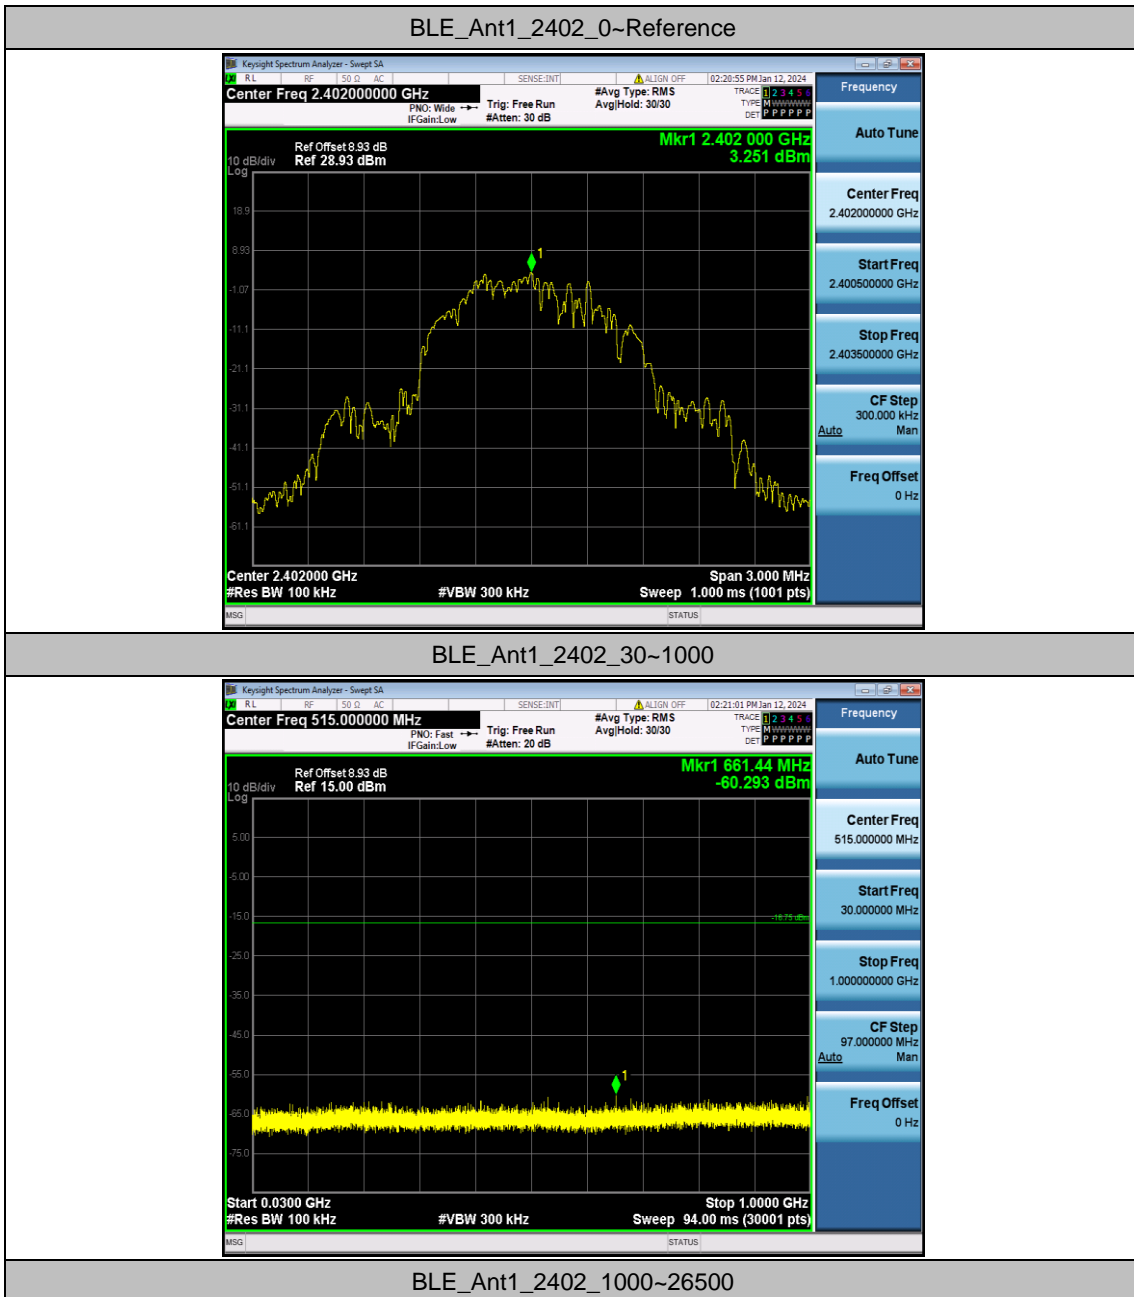 BLE_Ant1_2402_0~Reference
Keysight Spectrum Analyzer - Swept SA
RL RF 50 Ω AC SENSE:INT ALIGN OFF 02:20:55 PM Jan 12, 2024
Center Freq 2.402000000 GHz
PNO: Wide
IFGain:Low
Trig: Free Run
#Atten: 30 dB
#Avg Type: RMS
Avg|Hold: 30/30
TRACE 1 2 3 4 5 6
TYPE M WWWWW
DET P P P P P P
Frequency
Auto Tune
Center Freq
2.402000000 GHz
Start Freq
2.400500000 GHz
Stop Freq
2.403500000 GHz
CF Step
300.000 kHz
Auto Man
Freq Offset
0 Hz
Mkr1 2.402 000 GHz
3.251 dBm
Ref Offset 8.93 dB
10 dB/div Ref 28.93 dBm
Log
18.9
8.93
1
-1.07
-11.1
-21.1
-31.1
-41.1
-51.1
-61.1
Center 2.402000 GHz Span 3.000 MHz
#Res BW 100 kHz #VBW 300 kHz Sweep 1.000 ms (1001 pts)
MSG STATUS
BLE_Ant1_2402_30~1000
Keysight Spectrum Analyzer - Swept SA
RL RF 50 Ω AC SENSE:INT ALIGN OFF 02:21:01 PM Jan 12, 2024
Center Freq 515.000000 MHz
PNO: Fast
IFGain:Low
Trig: Free Run
#Atten: 20 dB
#Avg Type: RMS
Avg|Hold: 30/30
TRACE 1 2 3 4 5 6
TYPE M WWWWW
DET P P P P P P
Frequency
Auto Tune
Center Freq
515.000000 MHz
Start Freq
30.000000 MHz
Stop Freq
1.000000000 GHz
CF Step
97.000000 MHz
Auto Man
Freq Offset
0 Hz
Mkr1 661.44 MHz
-60.293 dBm
Ref Offset 8.93 dB
10 dB/div Ref 15.00 dBm
Log
5.00
-5.00
-15.0
-16.75 dBm
-25.0
-35.0
-45.0
-55.0
1
-65.0
-75.0
Start 0.0300 GHz Stop 1.0000 GHz
#Res BW 100 kHz #VBW 300 kHz Sweep 94.00 ms (30001 pts)
MSG STATUS
BLE_Ant1_2402_1000~26500